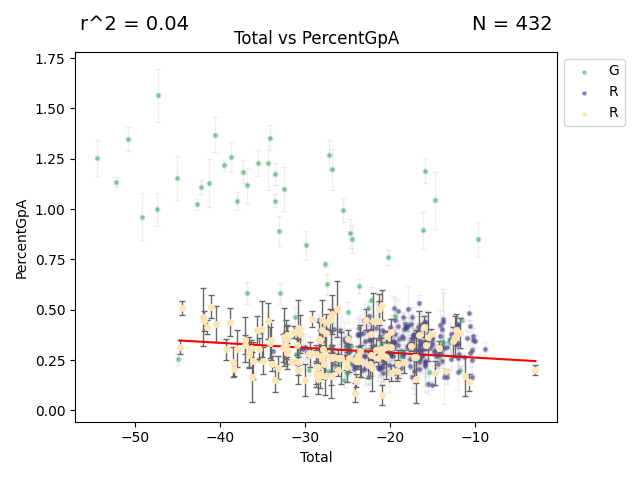 r^2 = 0.04 N = 432
Total vs PercentGpA
1.75
1.50
1.25
1.00
0.75
0.50
0.25
0.00
PercentGpA
−50 −40 −30 −20 −10
Total
G
R
R